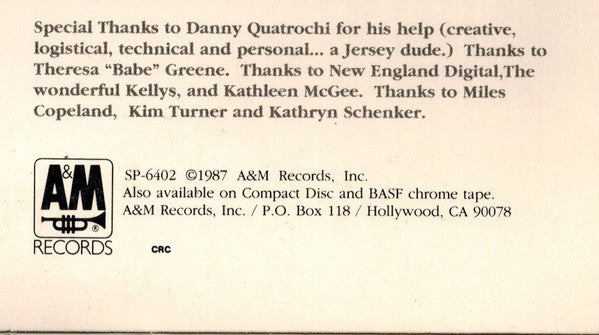 Special Thanks to Danny Quatrochi for his help (creative,
logistical, technical and personal... a Jersey dude.) Thanks to
Theresa “Babe” Greene. Thanks to New England Digital,The
wonderful Kellys, and Kathleen McGee. Thanks to Miles
Copeland, Kim Turner and Kathryn Schenker.
A&M
®
RECORDS
SP-6402 ©1987 A&M Records, Inc.
Also available on Compact Disc and BASF chrome tape.
A&M Records, Inc. / P.O. Box 118 / Hollywood, CA 90078
CRC